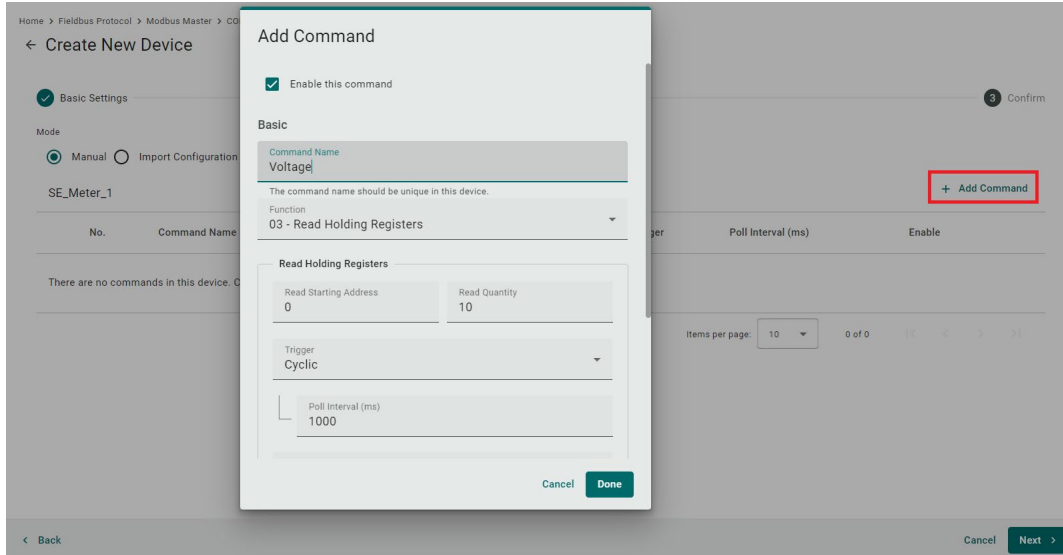 Home > Fieldbus Protocol > Modbus Master >
← Create New Device
Basic Settings
3 Confirm
Mode
Manual Import Configuration
SE_Meter_1
+ Add Command
No. Command Name Poll Interval (ms) Enable
There are no commands in this device.
Items per page: 10 0 of 0
< Back
Cancel Next >
Add Command
Enable this command
Basic
Command Name
Voltage
The command name should be unique in this device.
Function
03 - Read Holding Registers
Read Holding Registers
Read Starting Address Read Quantity
0 10
Trigger
Cyclic
Poll Interval (ms)
1000
Cancel Done